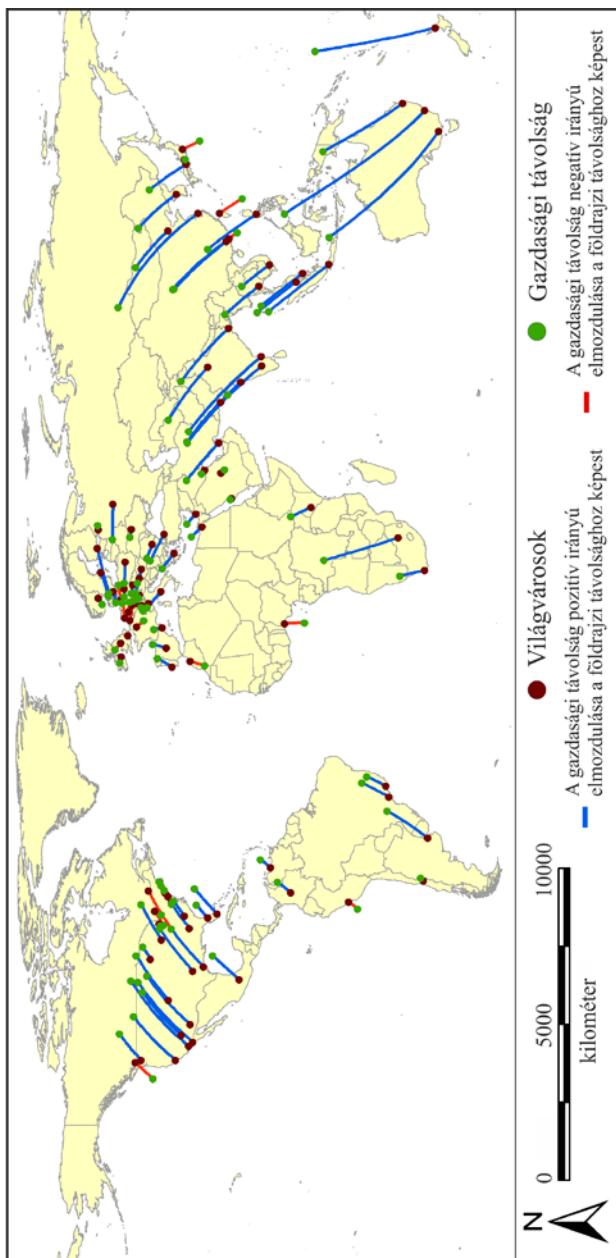 N
0
5000
10000
kilométer
Világvárosok
Gazdasági távolság
A gazdasági távolság pozitív irányú
elmozdulása a földrajzi távolsághoz képest
A gazdasági távolság negatív irányú
elmozdulása a földrajzi távolsághoz képest